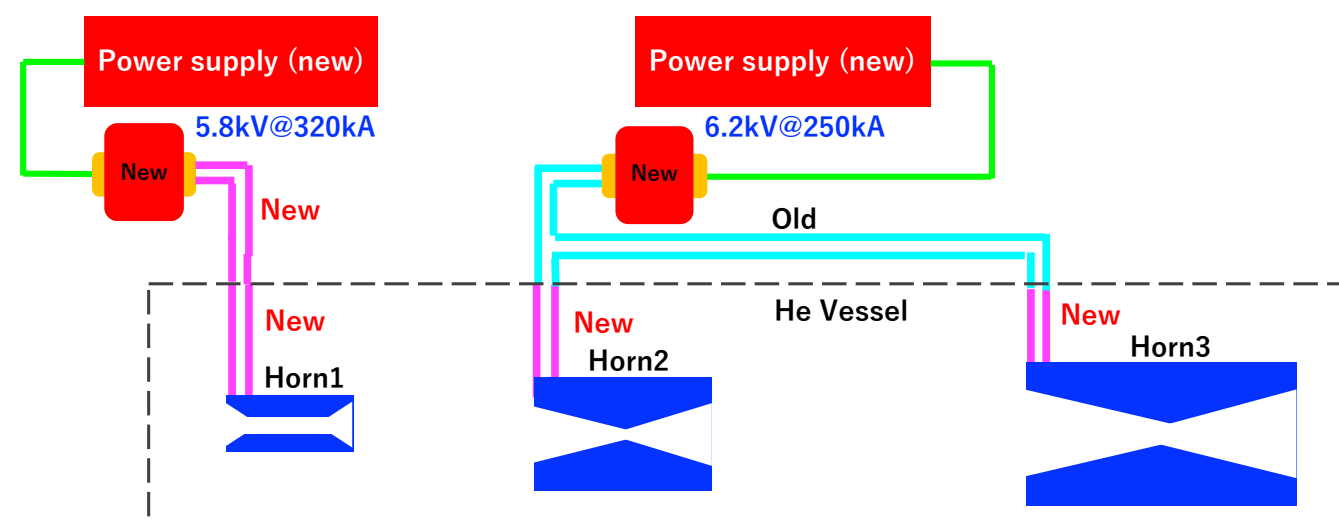 Power supply (new)
Power supply (new)
5.8kV@320kA
6.2kV@250kA
New
New
New
Old
He Vessel
New
New
New
Horn1
Horn2
Horn3